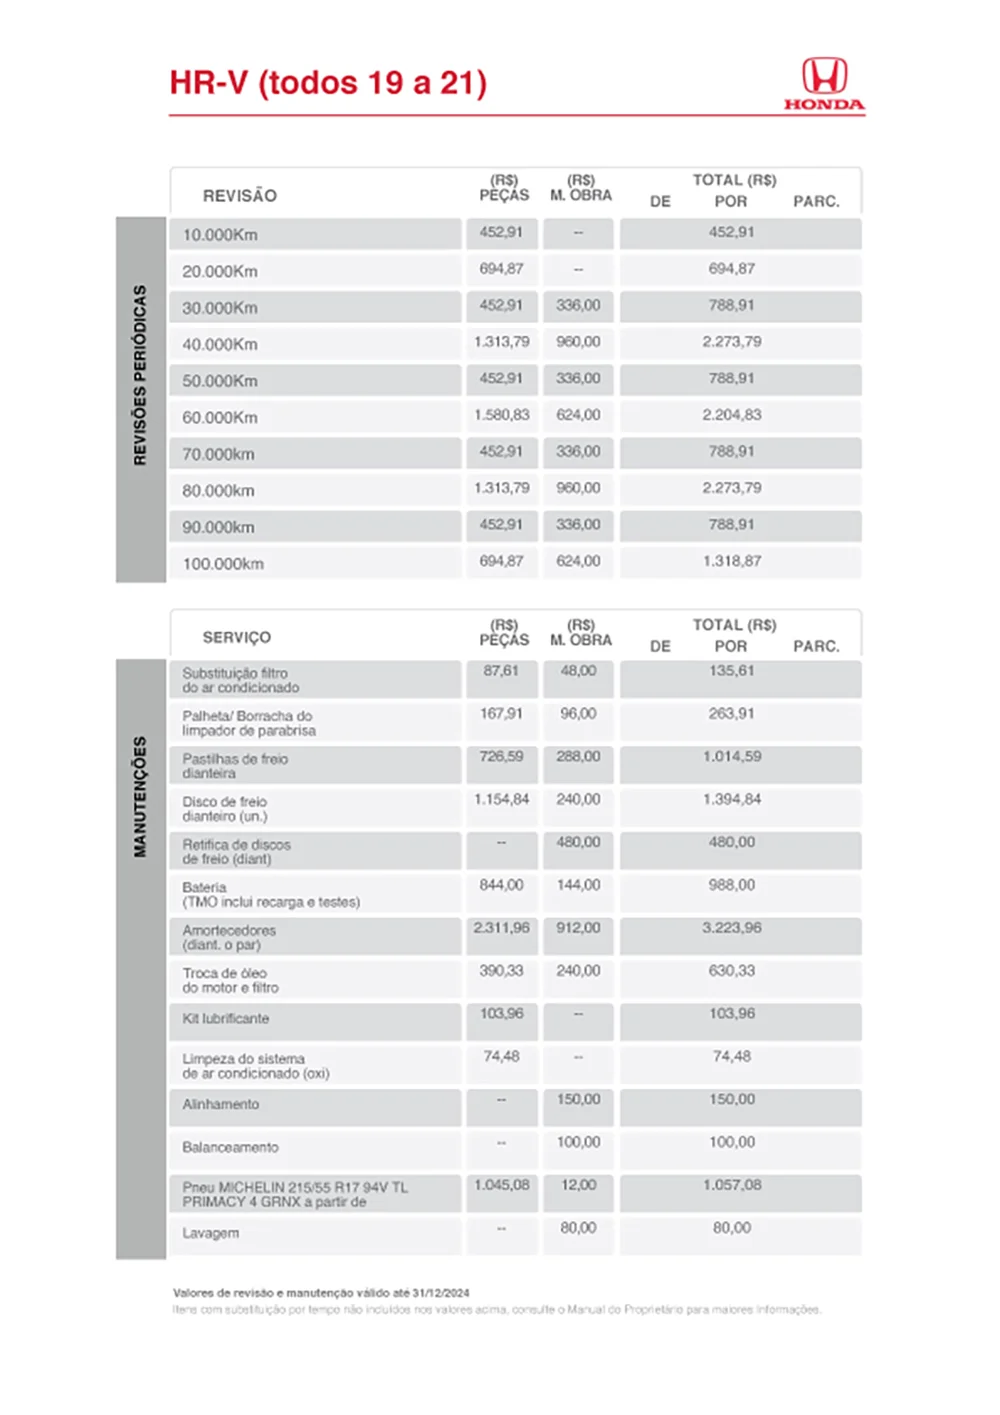 HR-V (todos 19 a 21)
HONDA
REVISÃO (R$) PEÇAS (R$) M. OBRA TOTAL (R$) DE POR PARC.
REVISÕES PERIÓDICAS
10.000Km 452,91 -- 452,91
20.000Km 694,87 -- 694,87
30.000Km 452,91 336,00 788,91
40.000Km 1.313,79 960,00 2.273,79
50.000Km 452,91 336,00 788,91
60.000Km 1.580,83 624,00 2.204,83
70.000km 452,91 336,00 788,91
80.000km 1.313,79 960,00 2.273,79
90.000km 452,91 336,00 788,91
100.000km 694,87 624,00 1.318,87
SERVIÇO (R$) PEÇAS (R$) M. OBRA TOTAL (R$) DE POR PARC.
MANUTENÇÕES
Substituição filtro 87,61 48,00 135,61
do ar condicionado
Palheta/ Borracha do 167,91 96,00 263,91
limpador de parabrisa
Pastilhas de freio 726,59 288,00 1.014,59
dianteira
Disco de freio 1.154,84 240,00 1.394,84
dianteiro (un.)
Retifica de discos -- 480,00 480,00
de freio (diant)
Bateria 844,00 144,00 988,00
(TMO inclui recarga e testes)
Amortecedores 2.311,96 912,00 3.223,96
(diant. o par)
Troca de óleo 390,33 240,00 630,33
do motor e filtro
Kit lubrificante 103,96 -- 103,96
Limpeza do sistema 74,48 -- 74,48
de ar condicionado (oxi)
Alinhamento -- 150,00 150,00
Balanceamento -- 100,00 100,00
Pneu MICHELIN 215/55 R17 94V TL 1.045,08 12,00 1.057,08
PRIMACY 4 GRNX a partir de
Lavagem -- 80,00 80,00
Valores de revisão e manutenção válido até 31/12/2024
Itens com substituição por tempo não incluídos nos valores acima, consulte o Manual do Proprietário para maiores informações.